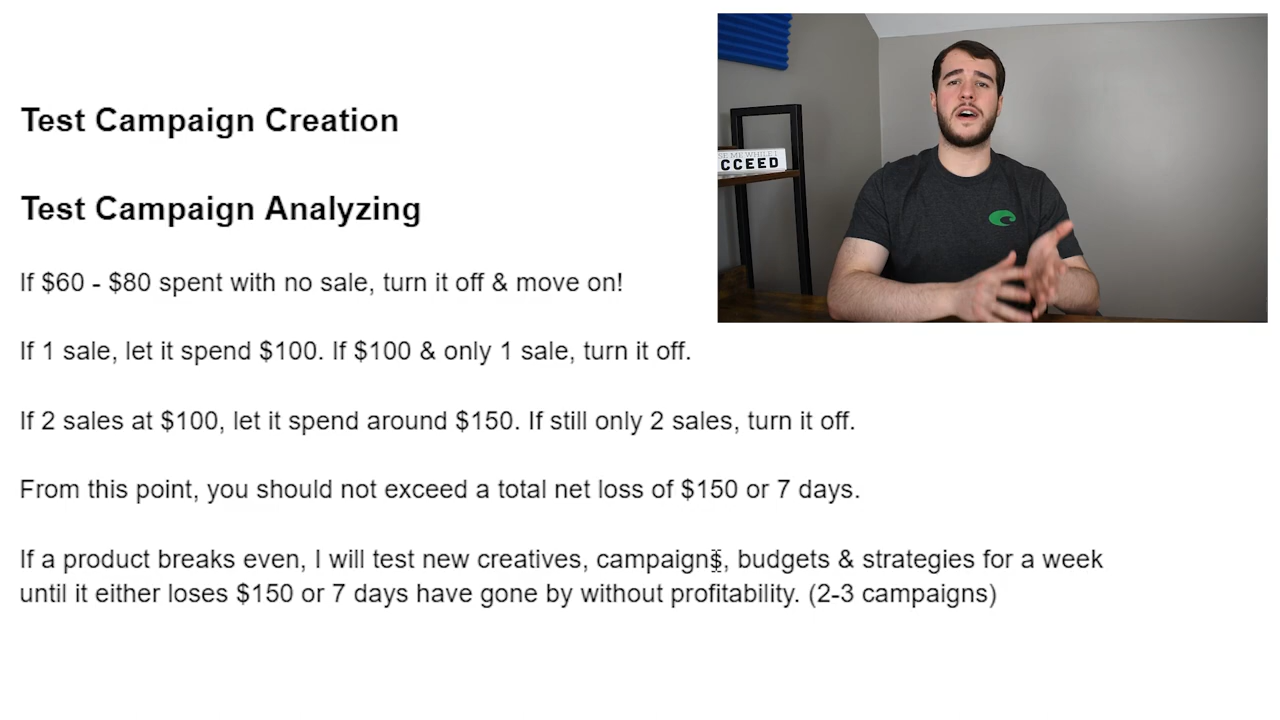 Test Campaign Creation
Test Campaign Analyzing
If $60 - $80 spent with no sale, turn it off & move on!
If 1 sale, let it spend $100. If $100 & only 1 sale, turn it off.
If 2 sales at $100, let it spend around $150. If still only 2 sales, turn it off.
From this point, you should not exceed a total net loss of $150 or 7 days.
If a product breaks even, I will test new creatives, campaigns, budgets & strategies for a week
until it either loses $150 or 7 days have gone by without profitability. (2-3 campaigns)
SE ME WHILE I
CCEED